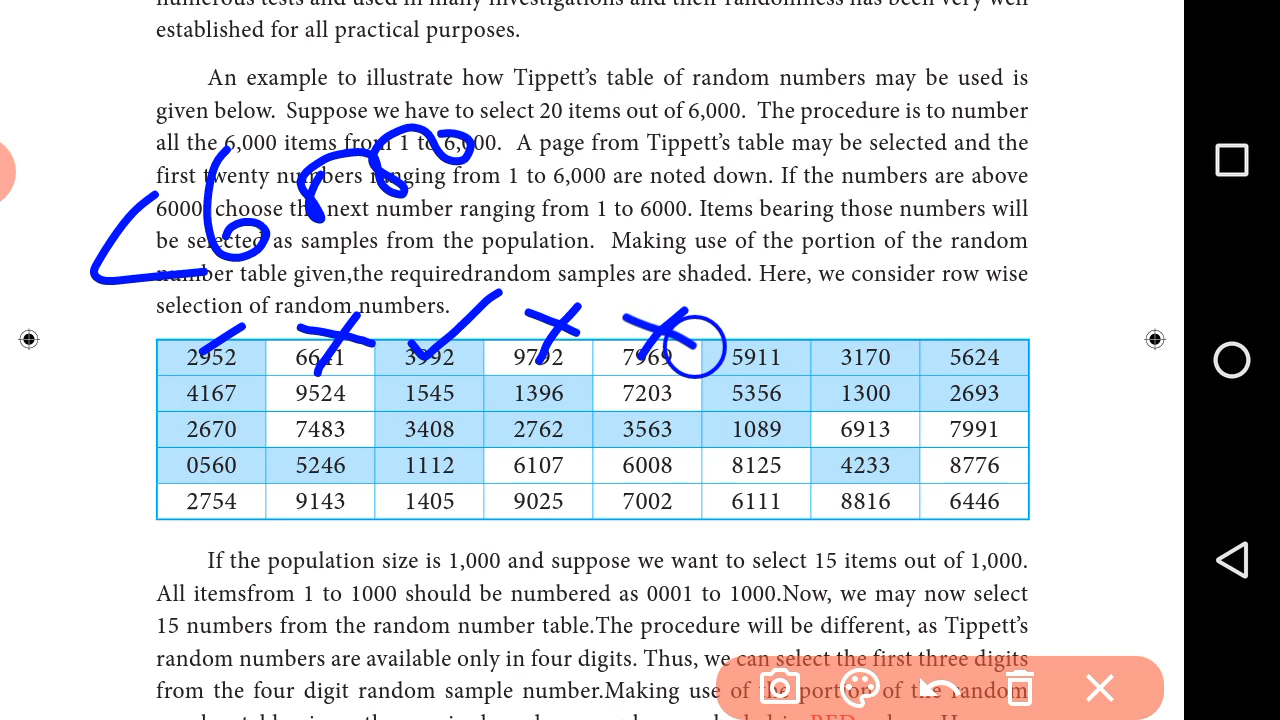 established for all practical purposes.
An example to illustrate how Tippett's table of random numbers may be used is
given below. Suppose we have to select 20 items out of 6,000. The procedure is to number
all the 6,000 items from 1 to 6,000. A page from Tippett's table may be selected and the
first twenty numbers ranging from 1 to 6,000 are noted down. If the numbers are above
6000, choose the next number ranging from 1 to 6000. Items bearing those numbers will
be selected as samples from the population. Making use of the portion of the random
number table given,the requiredrandom samples are shaded. Here, we consider row wise
selection of random numbers.
<6000
2952 6641 3992 9792 7969 5911 3170 5624
4167 9524 1545 1396 7203 5356 1300 2693
2670 7483 3408 2762 3563 1089 6913 7991
0560 5246 1112 6107 6008 8125 4233 8776
2754 9143 1405 9025 7002 6111 8816 6446
If the population size is 1,000 and suppose we want to select 15 items out of 1,000.
All itemsfrom 1 to 1000 should be numbered as 0001 to 1000.Now, we may now select
15 numbers from the random number table.The procedure will be different, as Tippett's
random numbers are available only in four digits. Thus, we can select the first three digits
from the four digit random sample number.Making use of the portion of the random